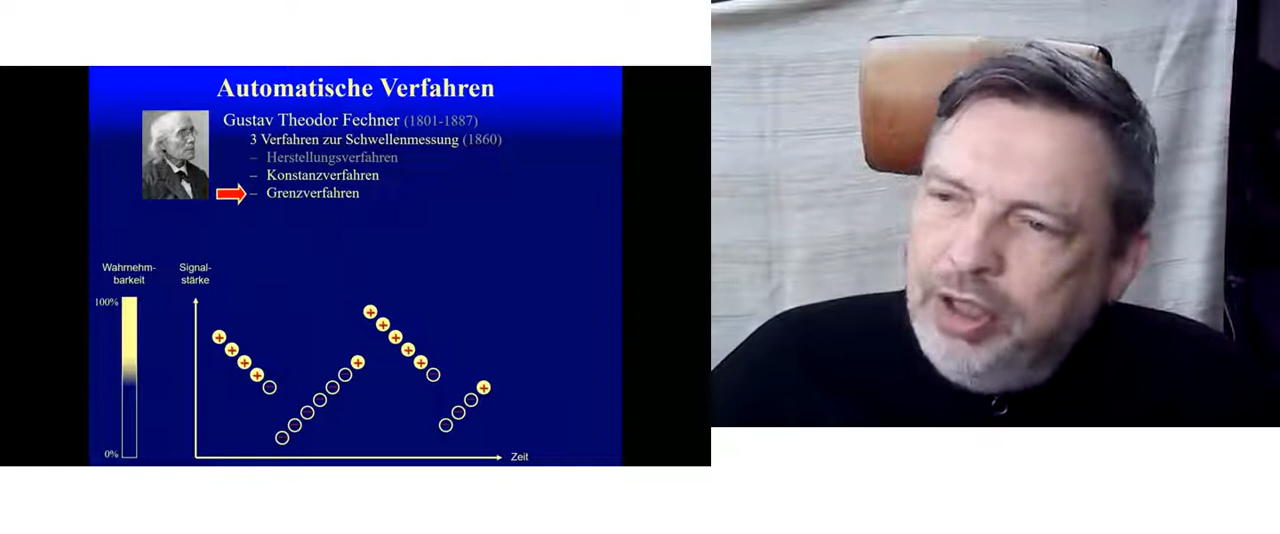 Automatische Verfahren
Gustav Theodor Fechner (1801-1887)
3 Verfahren zur Schwellenmessung (1860)
– Herstellungsverfahren
– Konstanzverfahren
– Grenzverfahren
Wahrnehm-
barkeit
Signal-
stärke
100%
0%
Zeit